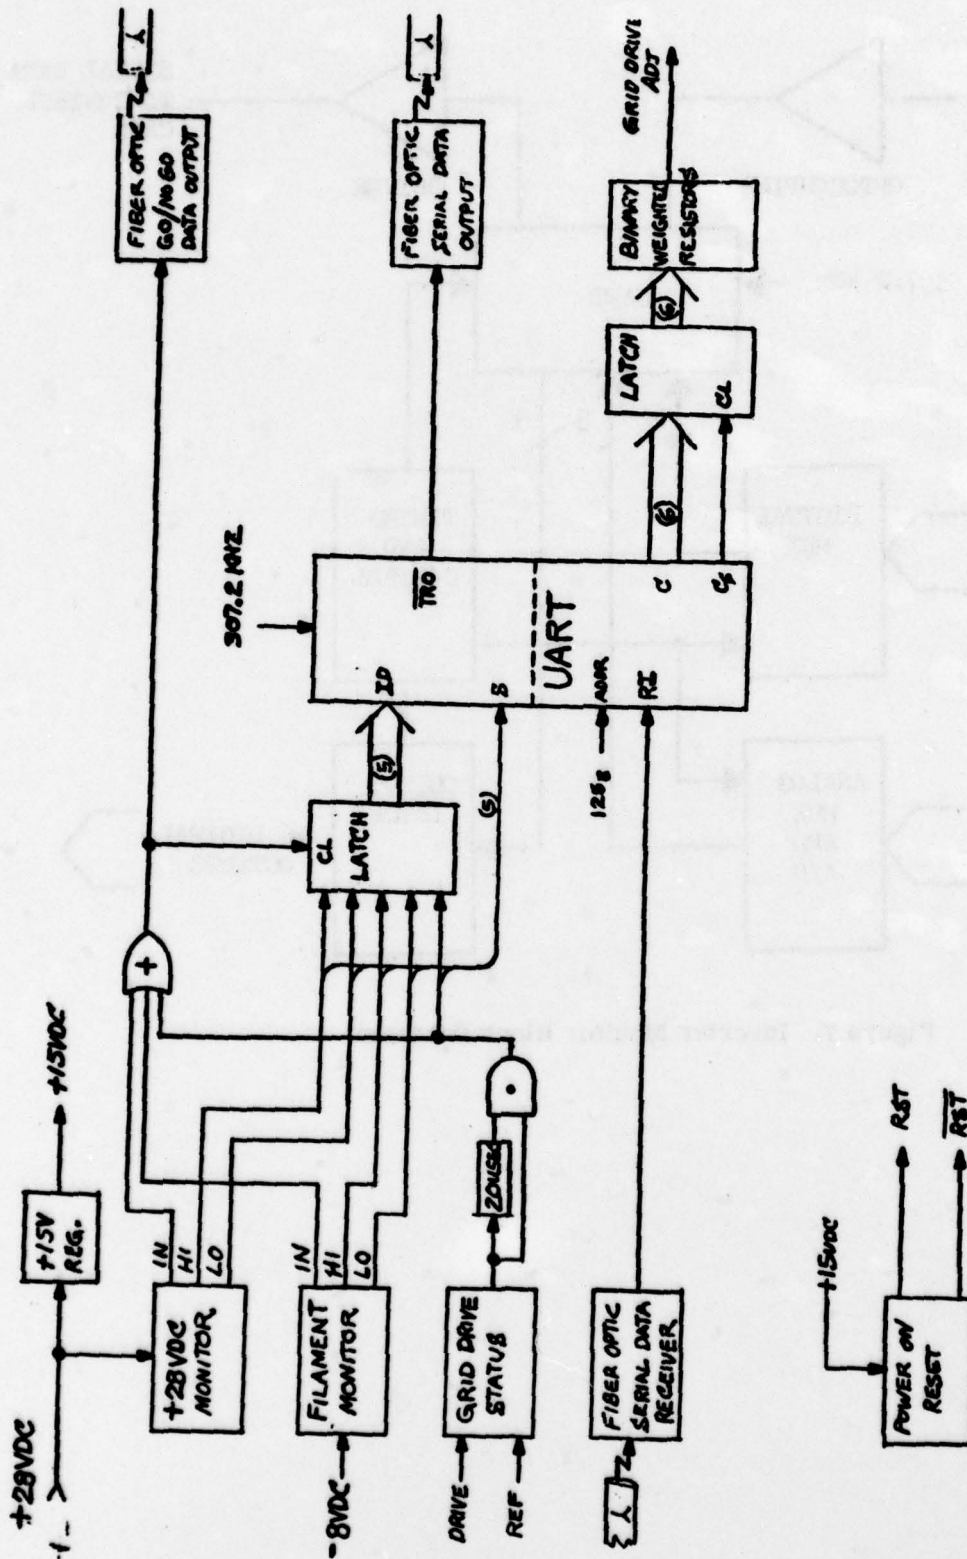 +28VDC
+15V
REG.
+15VDC
+28VDC
MONITOR
IN
HI
LO
-8VDC
FILAMENT
MONITOR
IN
HI
LO
DRIVE
REF
GRID DRIVE
STATUS
20USEC
•
+
FIBER OPTIC
SERIAL DATA
RECEIVER
+15VDC
POWER ON
RESET
RST
RST
CL
LATCH
(5)
(5)
125₈
307.2 KHZ
ID
S
ADDR
RI
UART
TRO
C
(6)
LATCH
CL
(6)
BINARY
WEIGHTED
RESISTORS
GRID DRIVE
ADJ
FIBER OPTIC
GO/NO GO
DATA OUTPUT
FIBER OPTIC
SERIAL DATA
OUTPUT